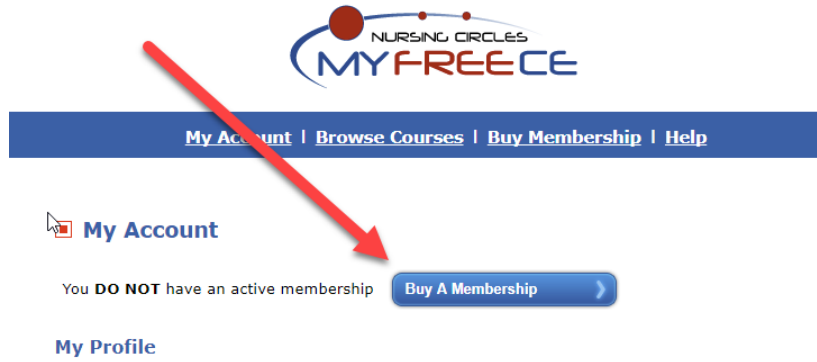 NURSING CIRCLES
MYFREECE
My Account | Browse Courses | Buy Membership | Help
My Account
You DO NOT have an active membership Buy A Membership
My Profile